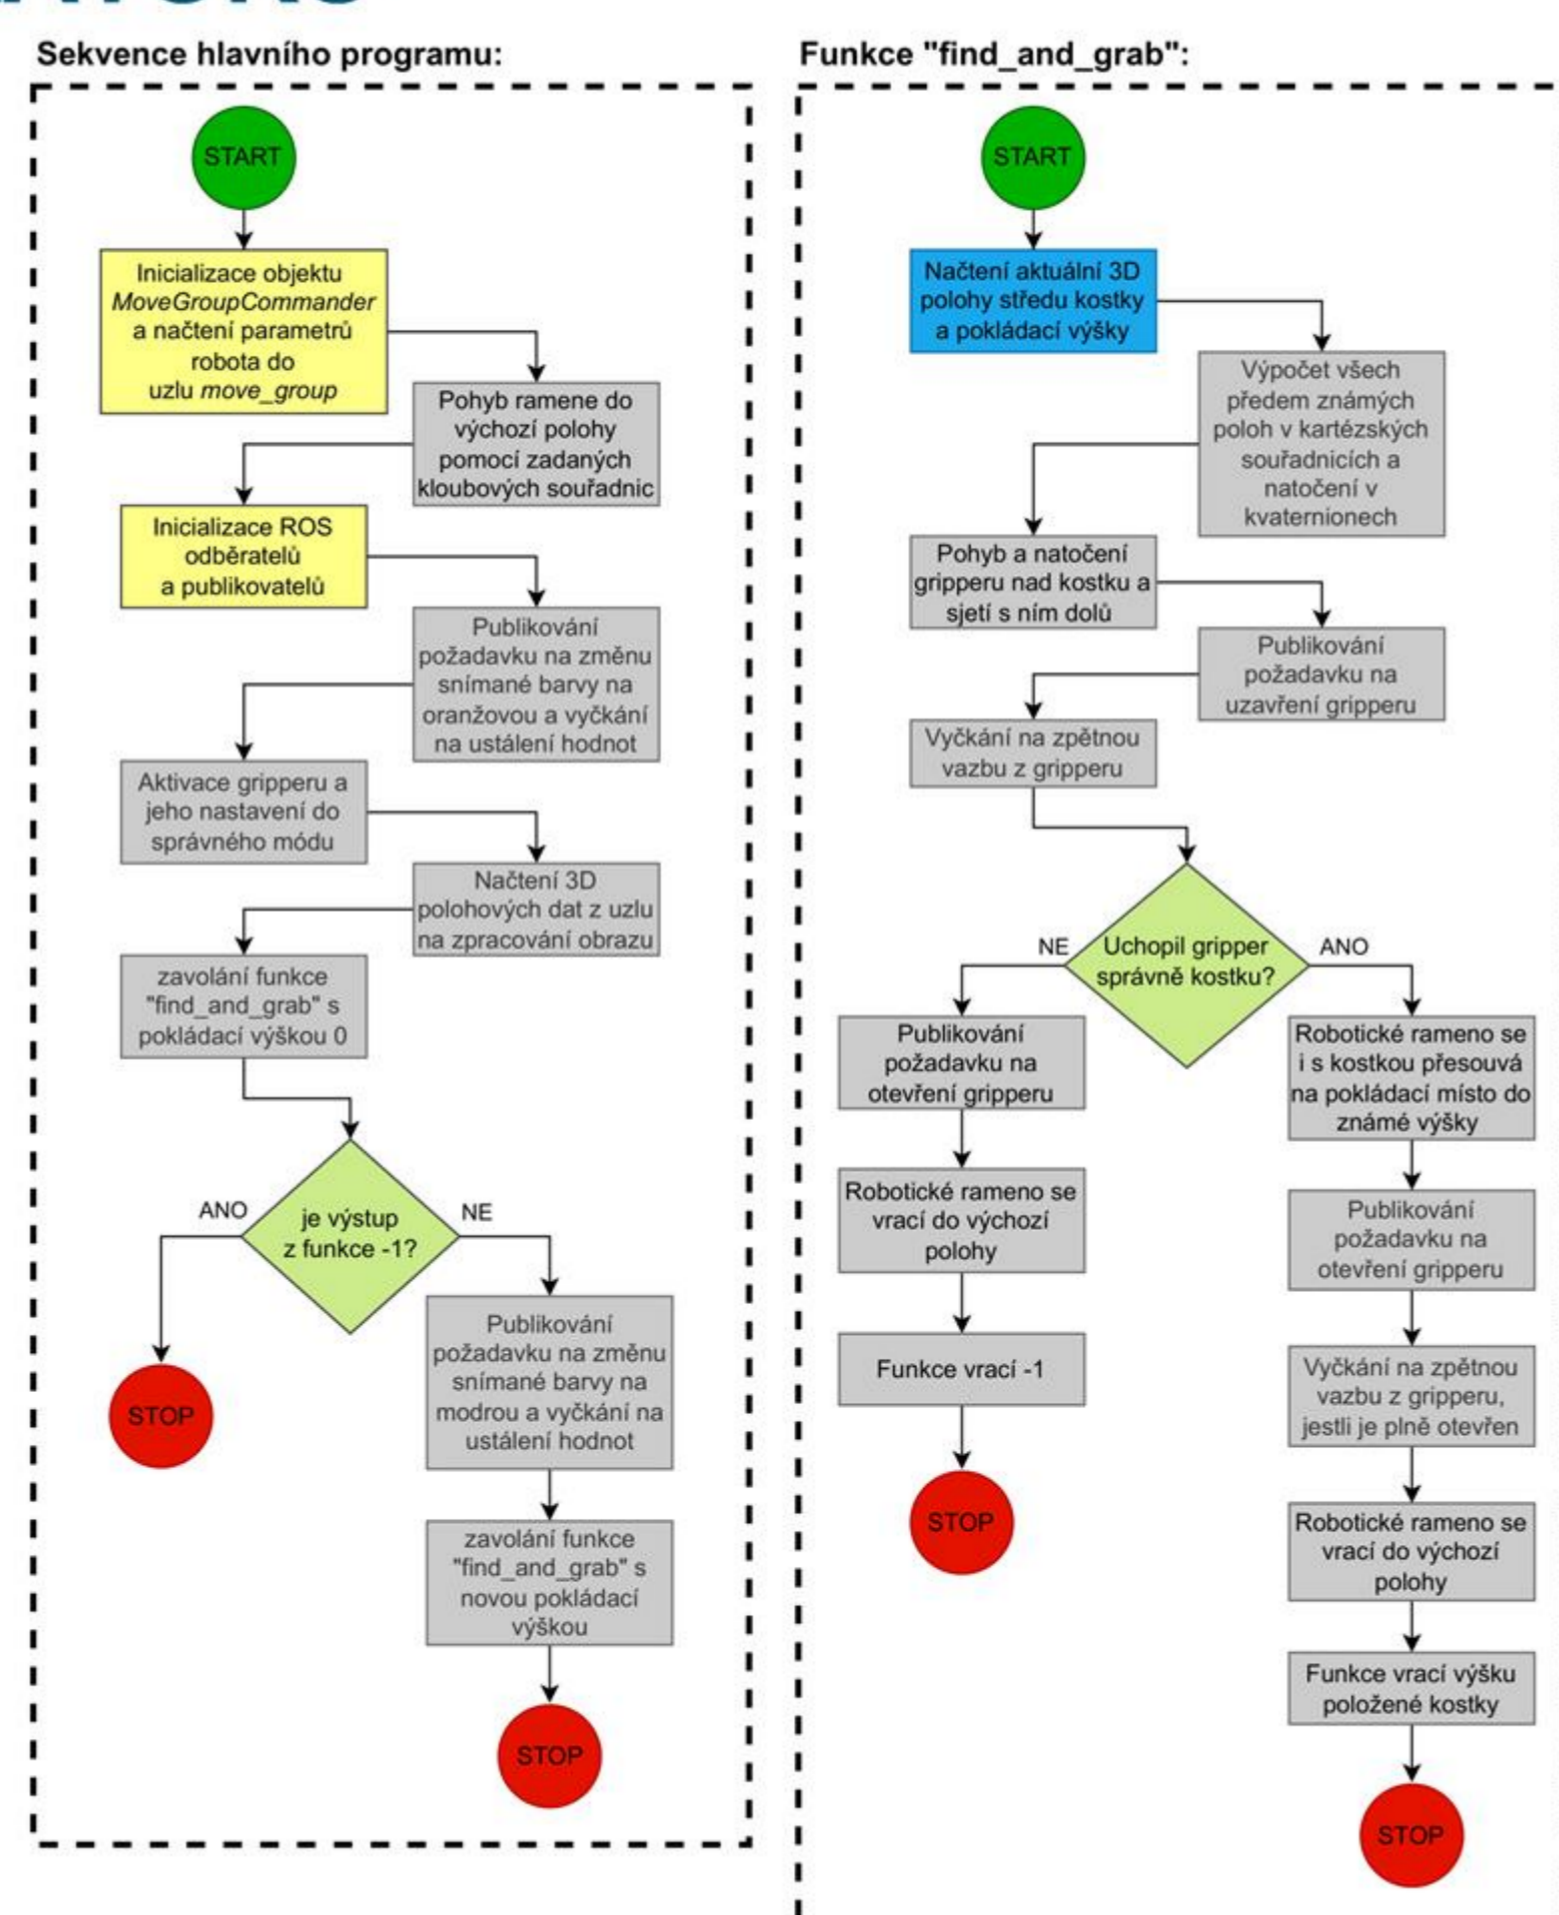 Sekvence hlavního programu:
START
Inicializace objektu
MoveGroupCommander
a načtení parametrů
robota do
uzlu move_group
Pohyb ramene do
výchozí polohy
pomocí zadaných
kloubových souřadnic
Inicializace ROS
odběratelů
a publikovatelů
Publikování
požadavku na změnu
snímané barvy na
oranžovou a vyčkání
na ustálení hodnot
Aktivace gripperu a
jeho nastavení do
správného módu
Načtení 3D
polohových dat z uzlu
na zpracování obrazu
zavolání funkce
"find_and_grab" s
pokládací výškou 0
je výstup
z funkce -1?
ANO
NE
STOP
Publikování
požadavku na změnu
snímané barvy na
modrou a vyčkání na
ustálení hodnot
zavolání funkce
"find_and_grab" s
novou pokládací
výškou
STOP
Funkce "find_and_grab":
START
Načtení aktuální 3D
polohy středu kostky
a pokládací výšky
Výpočet všech
předem známých
poloh v kartézských
souřadnicích a
natočení v
kvaternionech
Pohyb a natočení
gripperu nad kostku a
sjetí s ním dolů
Publikování
požadavku na
uzavření gripperu
Vyčkání na zpětnou
vazbu z gripperu
Uchopil gripper
správně kostku?
NE
ANO
Publikování
požadavku na
otevření gripperu
Robotické rameno se
vrací do výchozí
polohy
Funkce vrací -1
STOP
Robotické rameno se
i s kostkou přesouvá
na pokládací místo do
známé výšky
Publikování
požadavku na
otevření gripperu
Vyčkání na zpětnou
vazbu z gripperu,
jestli je plně otevřen
Robotické rameno se
vrací do výchozí
polohy
Funkce vrací výšku
položené kostky
STOP